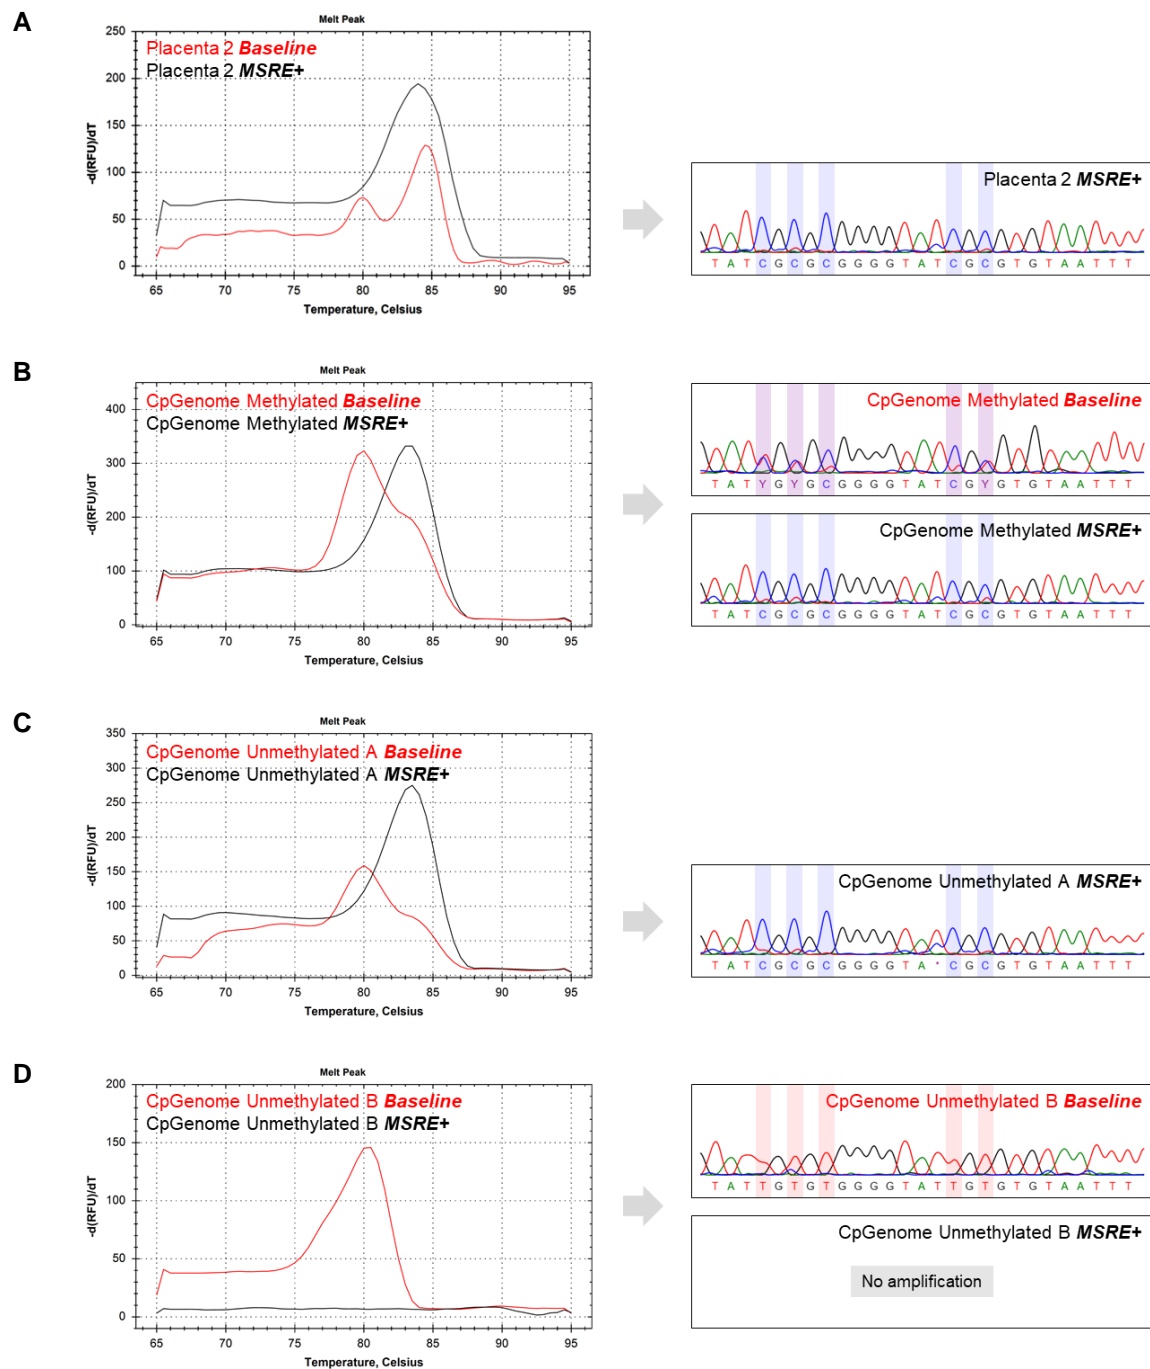 A
Melt Peak
Placenta 2 Baseline
Placenta 2 MSRE+
250
200
150
100
50
0
-d(RFU)/dT
65 70 75 80 85 90 95
Temperature, Celsius
Placenta 2 MSRE+
T A T C G C G C G G G G T A T C G C G T G T A A T T T
B
Melt Peak
CpGenome Methylated Baseline
CpGenome Methylated MSRE+
400
300
200
100
0
-d(RFU)/dT
65 70 75 80 85 90 95
Temperature, Celsius
CpGenome Methylated Baseline
T A T Y G Y G C G G G G T A T C G Y G T G T A A T T T
CpGenome Methylated MSRE+
T A T C G C G C G G G G T A T C G C G T G T A A T T T
C
Melt Peak
CpGenome Unmethylated A Baseline
CpGenome Unmethylated A MSRE+
350
300
250
200
150
100
50
0
-d(RFU)/dT
65 70 75 80 85 90 95
Temperature, Celsius
CpGenome Unmethylated A MSRE+
T A T C G C G C G G G G T A * C G C G T G T A A T T T
D
Melt Peak
CpGenome Unmethylated B Baseline
CpGenome Unmethylated B MSRE+
200
150
100
50
0
-d(RFU)/dT
65 70 75 80 85 90 95
Temperature, Celsius
CpGenome Unmethylated B Baseline
T A T T G T G T G G G G T A T T G T G T G T A A T T T
CpGenome Unmethylated B MSRE+
No amplification